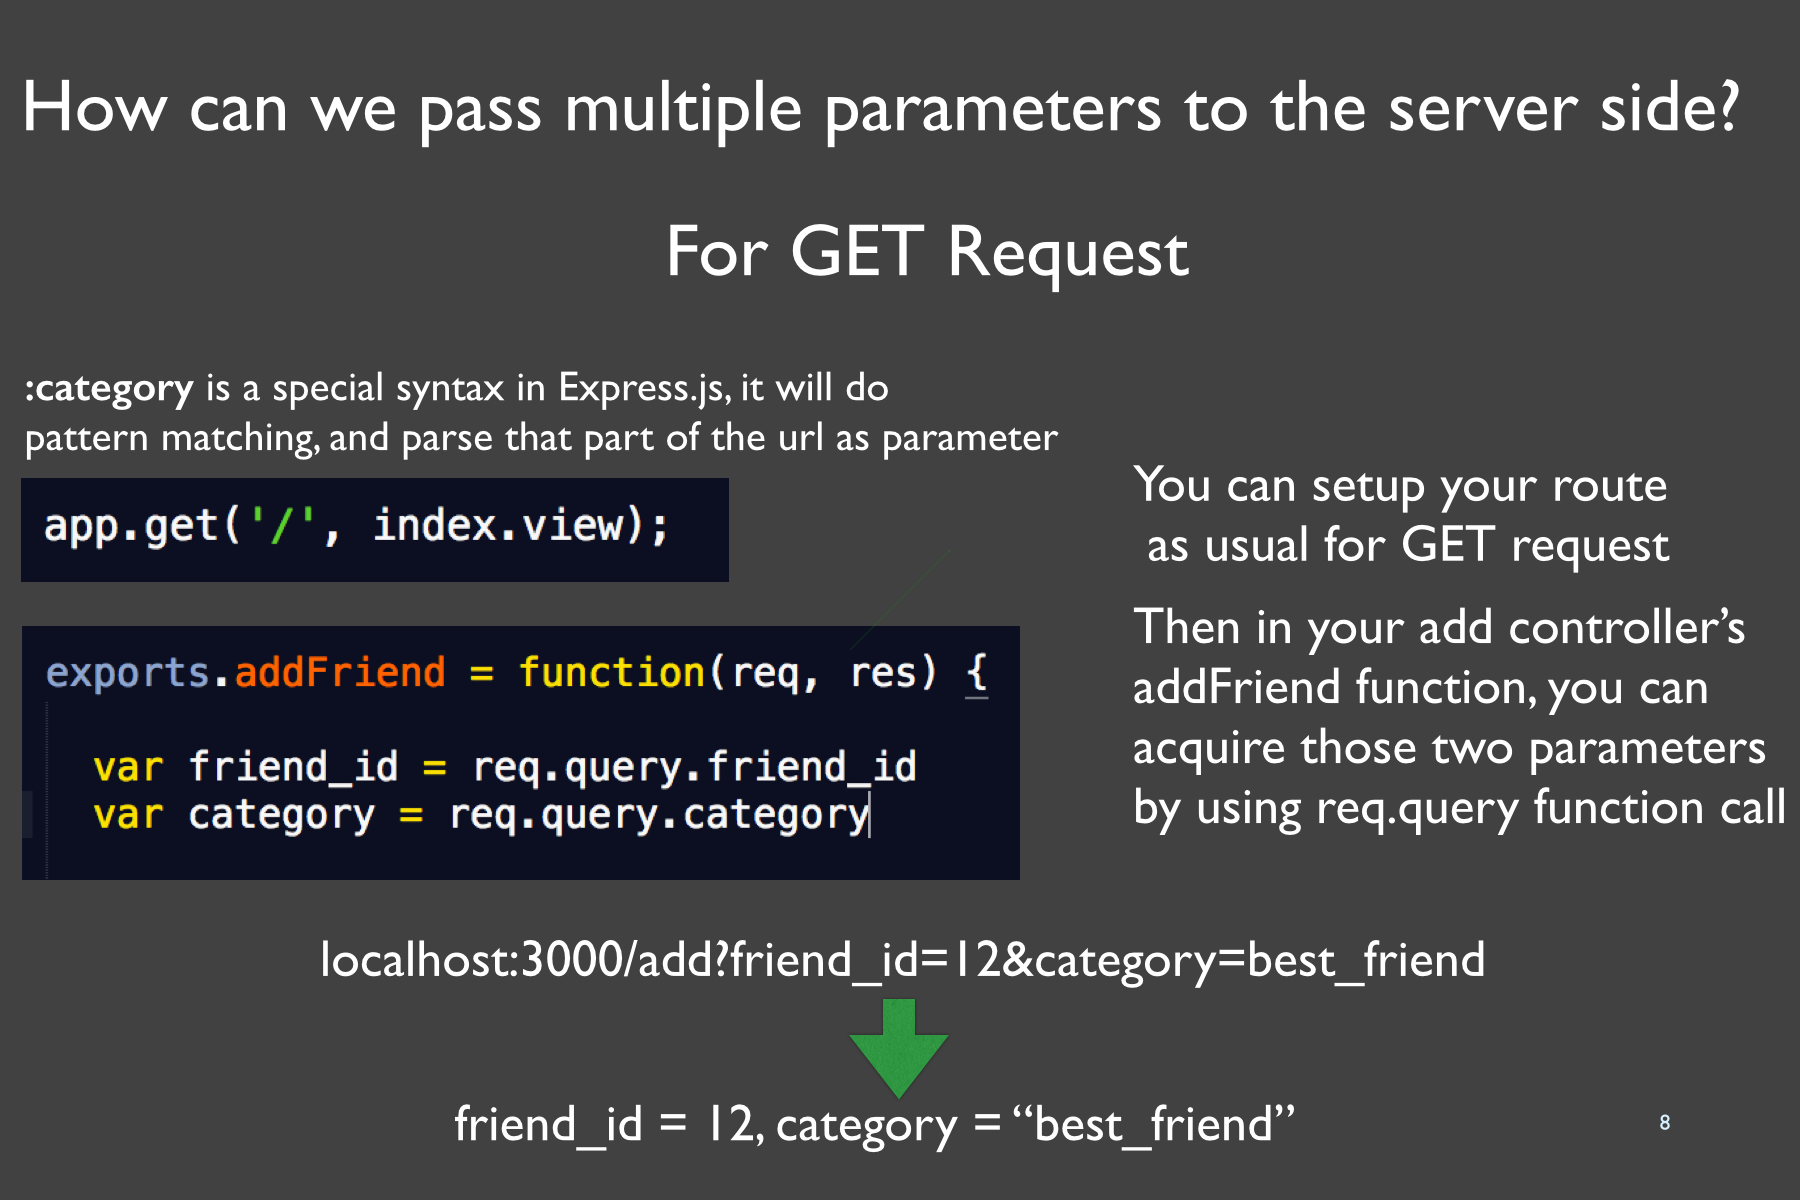 How can we pass multiple parameters to the server side?
For GET Request
:category is a special syntax in Express.js, it will do
pattern matching, and parse that part of the url as parameter
app.get('/', index.view);
exports.addFriend = function(req, res) {
var friend_id = req.query.friend_id
var category = req.query.category
You can setup your route
as usual for GET request
Then in your add controller’s
addFriend function, you can
acquire those two parameters
by using req.query function call
localhost:3000/add?friend_id=12&category=best_friend
friend_id = 12, category = “best_friend”
8